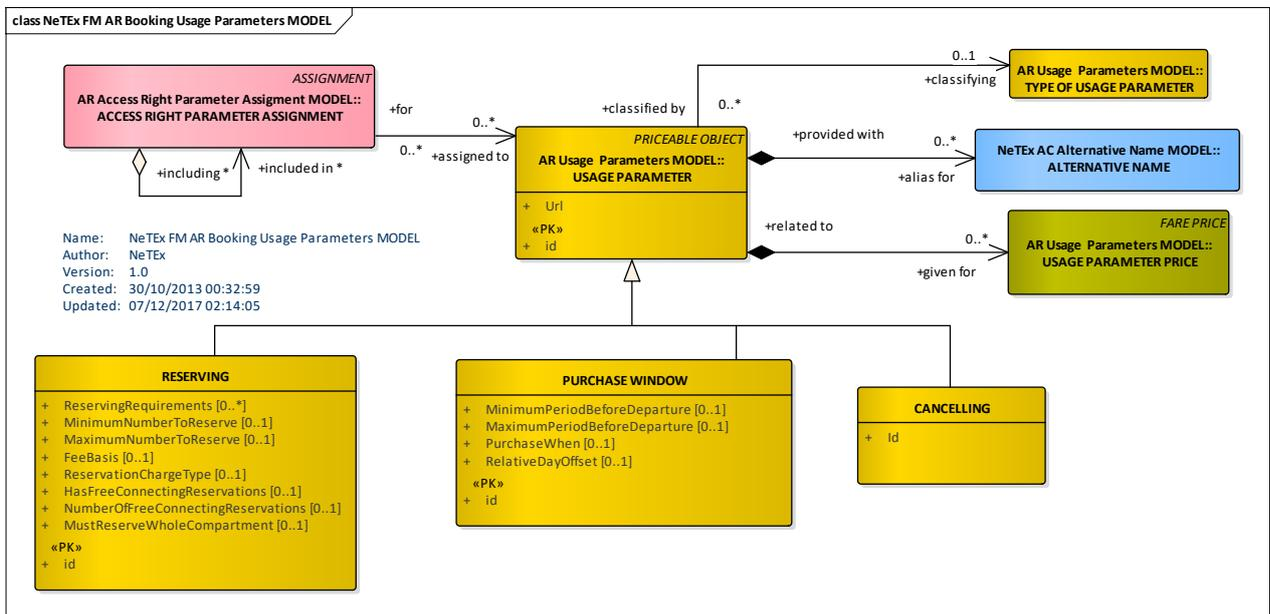 class NeTEx FM AR Booking Usage Parameters MODEL
ASSIGNMENT
AR Access Right Parameter Assigment MODEL::
ACCESS RIGHT PARAMETER ASSIGNMENT
+for
0..*
0..*
+assigned to
+including *
+included in *
0..1
+classifying
+classified by
0..*
AR Usage Parameters MODEL::
TYPE OF USAGE PARAMETER
PRICEABLE OBJECT
AR Usage Parameters MODEL::
USAGE PARAMETER
+ Url
«PK»
+ id
+provided with
0..*
+alias for
NeTEx AC Alternative Name MODEL::
ALTERNATIVE NAME
+related to
0..*
+given for
FARE PRICE
AR Usage Parameters MODEL::
USAGE PARAMETER PRICE
Name: NeTEx FM AR Booking Usage Parameters MODEL
Author: NeTEx
Version: 1.0
Created: 30/10/2013 00:32:59
Updated: 07/12/2017 02:14:05
RESERVING
+ ReservingRequirements [0..*]
+ MinimumNumberToReserve [0..1]
+ MaximumNumberToReserve [0..1]
+ FeeBasis [0..1]
+ ReservationChargeType [0..1]
+ HasFreeConnectingReservations [0..1]
+ NumberOfFreeConnectingReservations [0..1]
+ MustReserveWholeCompartment [0..1]
«PK»
+ id
PURCHASE WINDOW
+ MinimumPeriodBeforeDeparture [0..1]
+ MaximumPeriodBeforeDeparture [0..1]
+ PurchaseWhen [0..1]
+ RelativeDayOffset [0..1]
«PK»
+ id
CANCELLING
+ Id